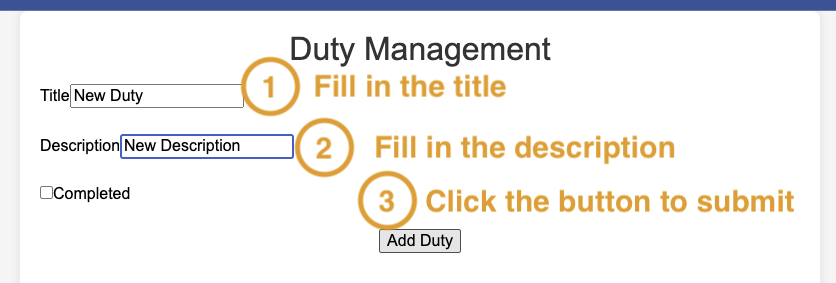 Duty Management
Title New Duty
1 Fill in the title
Description New Description
2 Fill in the description
Completed
3 Click the button to submit
Add Duty